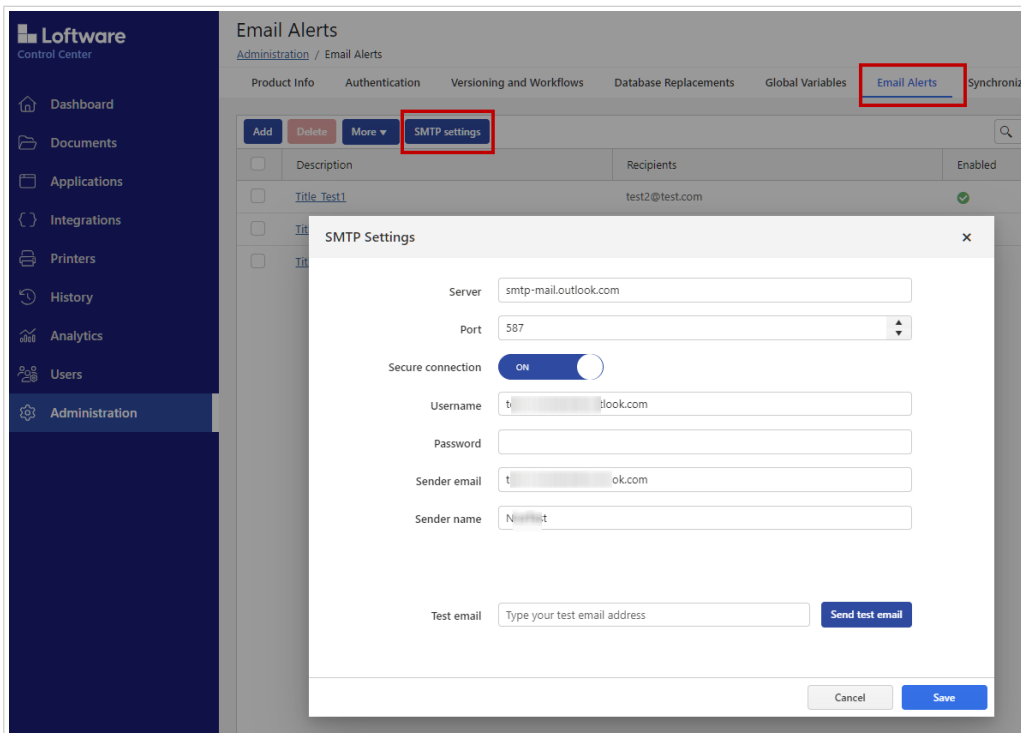 Loftware
Control Center
Dashboard
Documents
Applications
Integrations
Printers
History
Analytics
Users
Administration
Email Alerts
Administration / Email Alerts
Product Info Authentication Versioning and Workflows Database Replacements Global Variables Email Alerts
Add Delete More SMTP settings
Description Recipients Enabled
Title_Test1 test2@test.com
SMTP Settings
Server smtp-mail.outlook.com
Port 587
Secure connection ON
Username
Password
Sender email
Sender name
Test email Type your test email address Send test email
Cancel Save